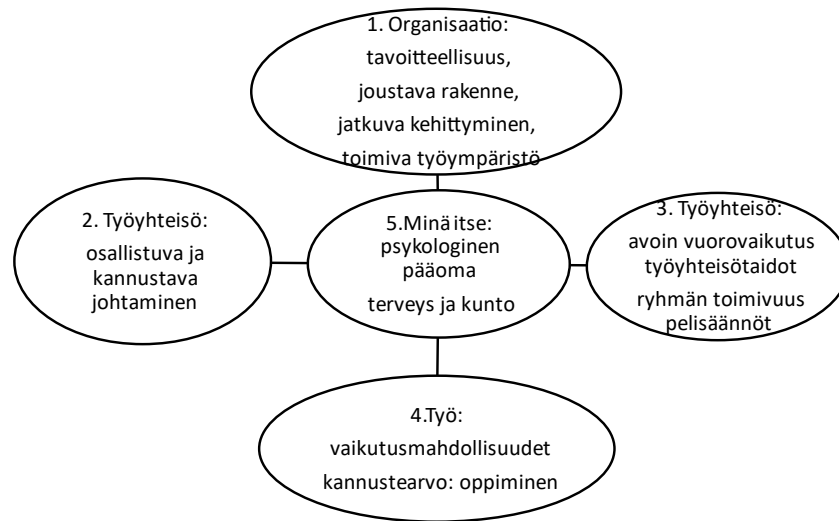 1. Organisaatio:
tavoitteellisuus,
joustava rakenne,
jatkuva kehittyminen,
toimiva työympäristö
2. Työyhteisö:
osallistuva ja
kannustava
johtaminen
5.Minä itse:
psykologinen
pääoma
terveys ja kunto
3. Työyhteisö:
avoin vuorovaikutus
työyhteisötaidot
ryhmän toimivuus
pelisäännöt
4.Työ:
vaikutusmahdollisuudet
kannustearvo: oppiminen